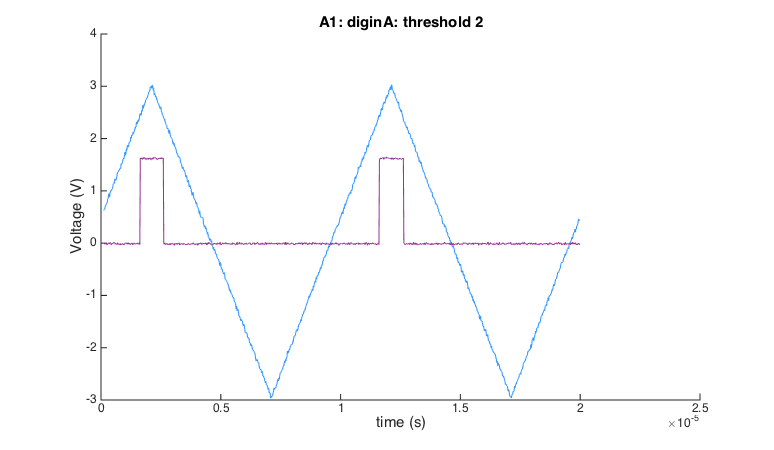 A1: diginA: threshold 2
4
3
2
1
0
-1
-2
-3
Voltage (V)
0 0.5 1 1.5 2 2.5
time (s)
×10⁻⁵